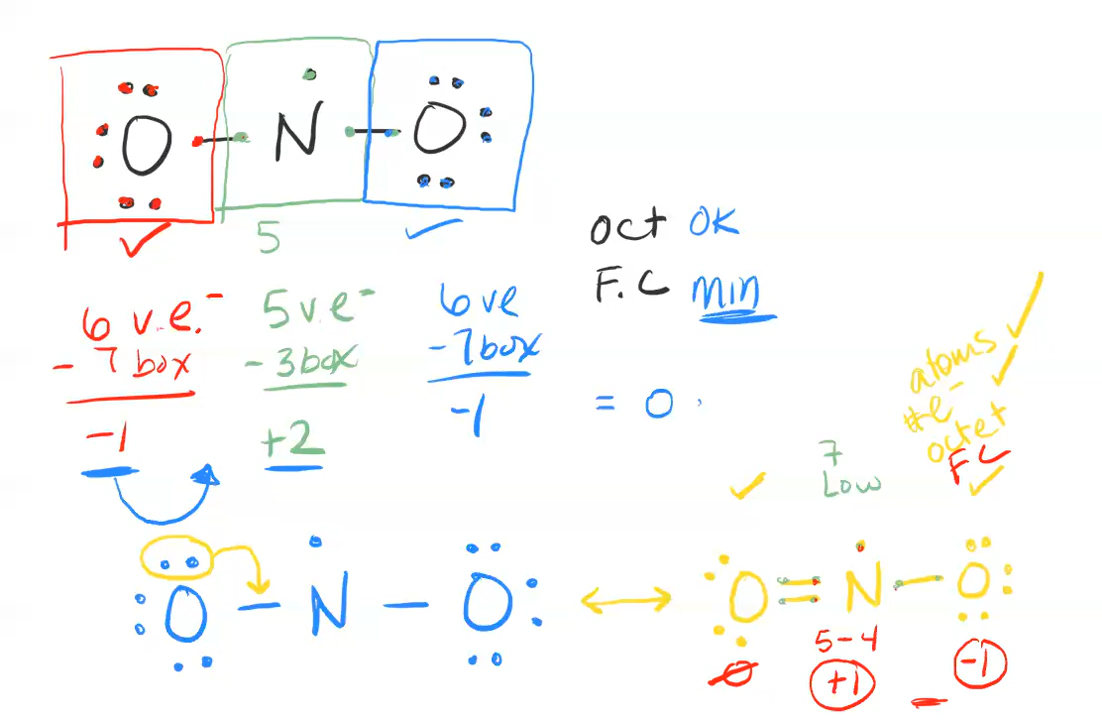 O - N - O
5
oct OK
F.C min
6 v.e.⁻
- 7 box
-1
5 v.e⁻
- 3 box
+2
6 ve
- 7 box
-1
= 0
atoms
#e⁻
octet
FC
7
Low
O - N - O
O = N - O
0
5-4
+1
-1